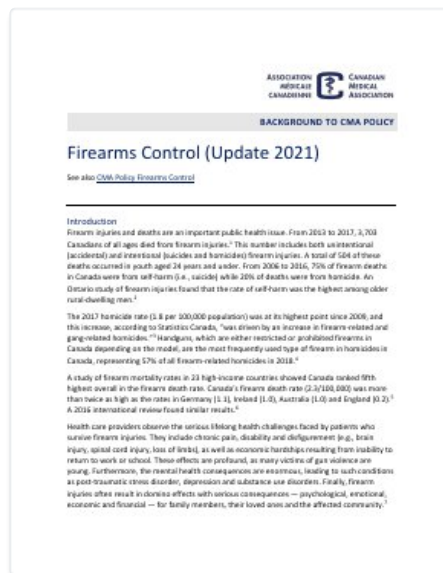 ASSOCIATION
MÉDICALE
CANADIENNE
CANADIAN
MEDICAL
ASSOCIATION
BACKGROUND TO CMA POLICY
Firearms Control (Update 2021)
See also CMA Policy Firearms Control
Introduction
Firearm injuries and deaths are an important public health issue. From 2013 to 2017, 3,703
Canadians of all ages died from firearm injuries.¹ This number includes both unintentional
(accidental) and intentional (suicides and homicides) firearm injuries. A total of 504 of these
deaths occurred in youth aged 24 years and under. From 2006 to 2016, 75% of firearm deaths
in Canada were from self-harm (i.e., suicide) while 20% of deaths were from homicide. An
Ontario study of firearm injuries found that the rate of self-harm was the highest among older
rural-dwelling men.²
The 2017 homicide rate (1.8 per 100,000 population) was at its highest point since 2009, and
this increase, according to Statistics Canada, "was driven by an increase in firearm-related and
gang-related homicides."³ Handguns, which are either restricted or prohibited firearms in
Canada depending on the model, are the most frequently used type of firearm in homicides in
Canada, representing 57% of all firearm-related homicides in 2018.⁴
A study of firearm mortality rates in 23 high-income countries showed Canada ranked fifth
highest overall in the firearm death rate. Canada's firearm death rate (2.3/100,000) was more
than twice as high as the rates in Germany (1.1), Ireland (1.0), Australia (1.0) and England (0.2).⁵
A 2016 international review found similar results.⁶
Health care providers observe the serious lifelong health challenges faced by patients who
survive firearm injuries. They include chronic pain, disability and disfigurement (e.g., brain
injury, spinal cord injury, loss of limbs), as well as economic hardships resulting from inability to
return to work or school. These effects are profound, as many victims of gun violence are
young. Furthermore, the mental health consequences are enormous, leading to such conditions
as post-traumatic stress disorder, depression and substance use disorders. Finally, firearm
injuries often result in domino effects with serious consequences — psychological, emotional,
economic and financial — for family members, their loved ones and the affected community.⁷